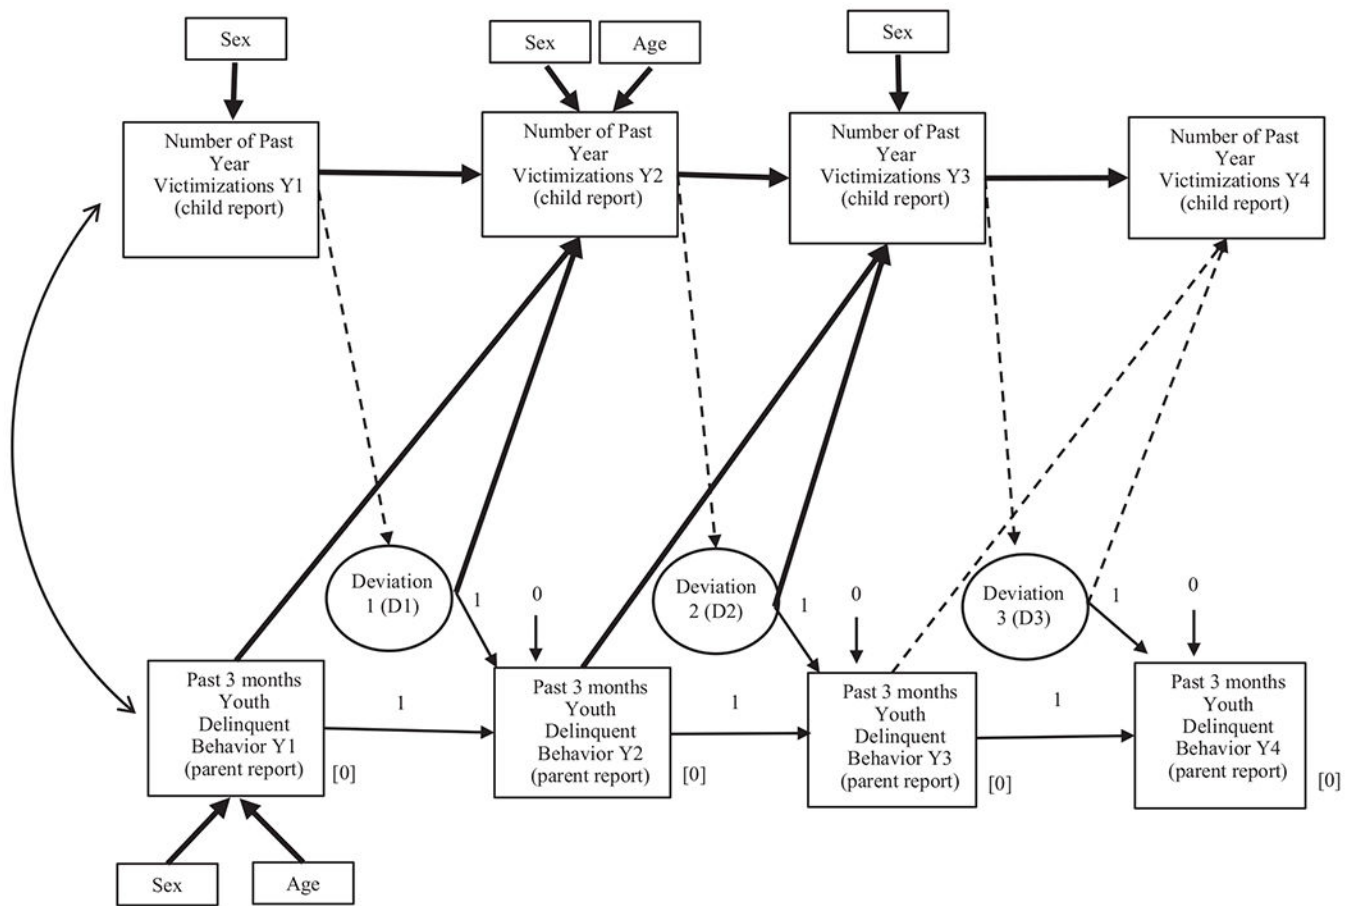 Sex
Sex
Age
Sex
Number of Past
Year
Victimizations Y1
(child report)
Number of Past
Year
Victimizations Y2
(child report)
Number of Past
Year
Victimizations Y3
(child report)
Number of Past
Year
Victimizations Y4
(child report)
Deviation
1 (D1)
1
0
Deviation
2 (D2)
1
0
Deviation
3 (D3)
1
0
Past 3 months
Youth
Delinquent
Behavior Y1
(parent report)
[0]
1
Past 3 months
Youth
Delinquent
Behavior Y2
(parent report)
[0]
1
Past 3 months
Youth
Delinquent
Behavior Y3
(parent report)
[0]
1
Past 3 months
Youth
Delinquent
Behavior Y4
(parent report)
[0]
Sex
Age